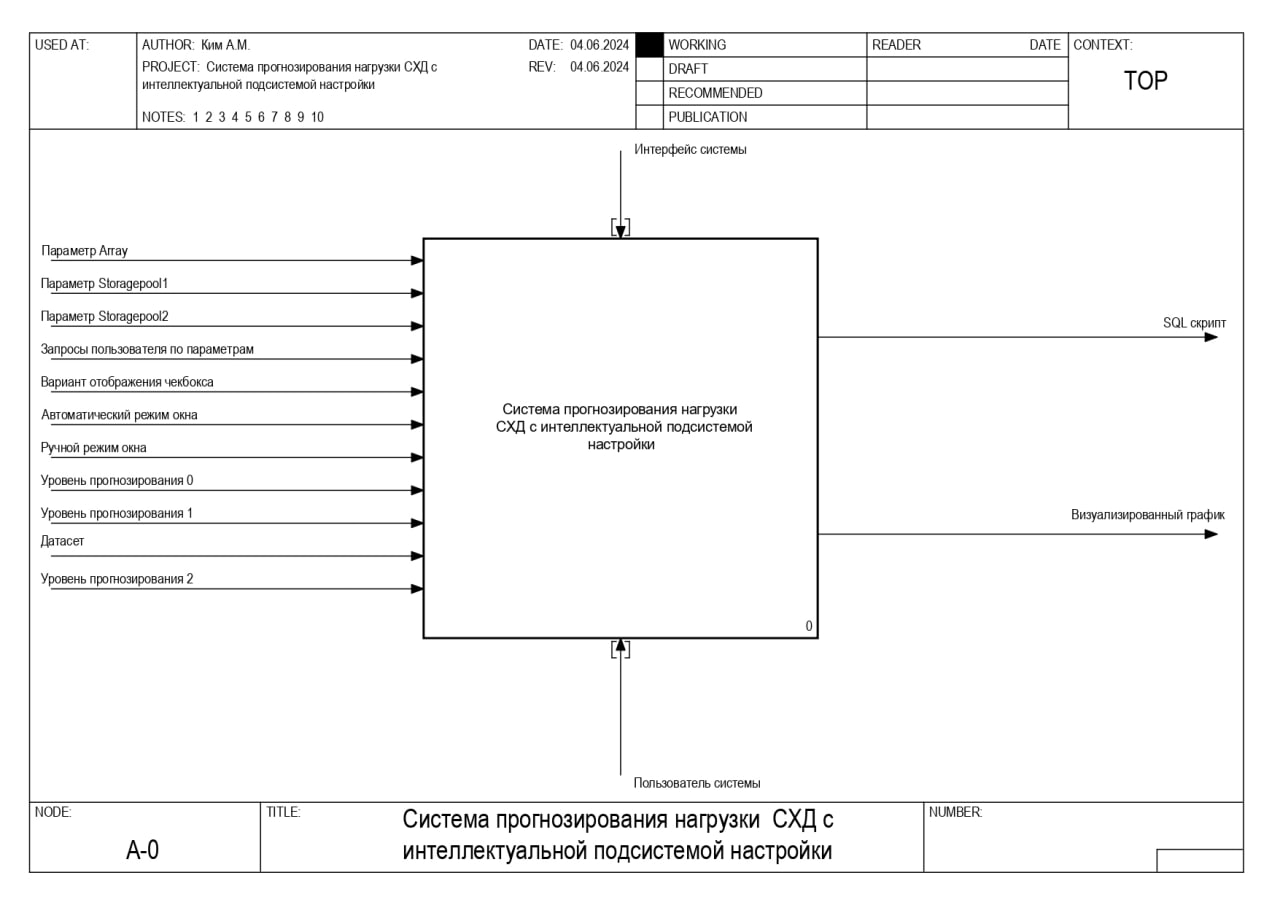 USED AT:
AUTHOR: Ким А.М.
DATE: 04.06.2024
PROJECT: Система прогнозирования нагрузки СХД с
интеллектуальной подсистемой настройки
REV: 04.06.2024
NOTES: 1 2 3 4 5 6 7 8 9 10
WORKING
DRAFT
RECOMMENDED
PUBLICATION
READER DATE
CONTEXT:
TOP
Интерфейс системы
Параметр Array
Параметр Storagepool1
Параметр Storagepool2
Запросы пользователя по параметрам
Вариант отображения чекбокса
Автоматический режим окна
Ручной режим окна
Уровень прогнозирования 0
Уровень прогнозирования 1
Датасет
Уровень прогнозирования 2
Система прогнозирования нагрузки
СХД с интеллектуальной подсистемой
настройки
0
SQL скрипт
Визуализированный график
Пользователь системы
NODE:
A-0
TITLE:
Система прогнозирования нагрузки СХД с
интеллектуальной подсистемой настройки
NUMBER: